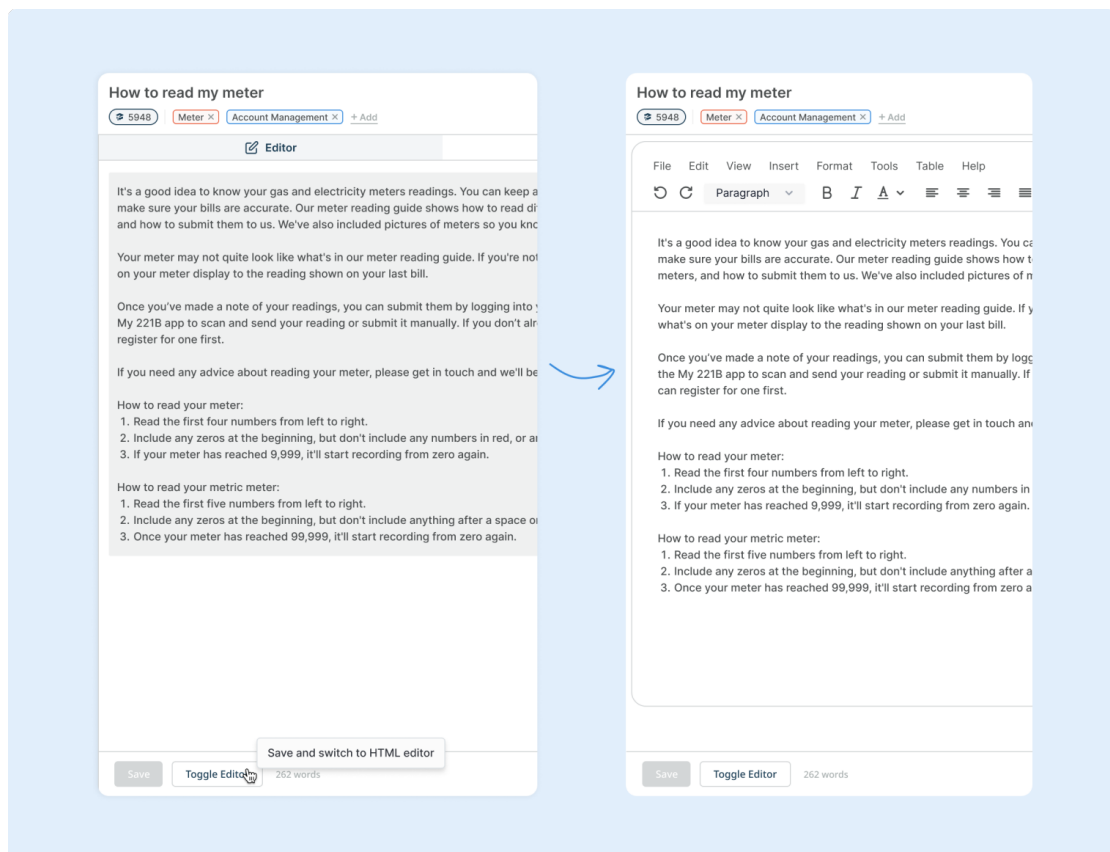 How to read my meter
5948 Meter × Account Management × + Add
Editor
It's a good idea to know your gas and electricity meters readings. You can keep a
make sure your bills are accurate. Our meter reading guide shows how to read di
and how to submit them to us. We've also included pictures of meters so you kno
Your meter may not quite look like what's in our meter reading guide. If you're not
on your meter display to the reading shown on your last bill.
Once you've made a note of your readings, you can submit them by logging into
My 221B app to scan and send your reading or submit it manually. If you don't alr
register for one first.
If you need any advice about reading your meter, please get in touch and we'll be
How to read your meter:
1. Read the first four numbers from left to right.
2. Include any zeros at the beginning, but don't include any numbers in red, or
3. If your meter has reached 9,999, it'll start recording from zero again.
How to read your metric meter:
1. Read the first five numbers from left to right.
2. Include any zeros at the beginning, but don't include anything after a space
3. Once your meter has reached 99,999, it'll start recording from zero again.
Save and switch to HTML editor
Save Toggle Editor 262 words
How to read my meter
5948 Meter × Account Management × + Add
File Edit View Insert Format Tools Table Help
Paragraph B I A
It's a good idea to know your gas and electricity meters readings. You ca
make sure your bills are accurate. Our meter reading guide shows how t
meters, and how to submit them to us. We've also included pictures of
Your meter may not quite look like what's in our meter reading guide. If y
what's on your meter display to the reading shown on your last bill.
Once you've made a note of your readings, you can submit them by logg
the My 221B app to scan and send your reading or submit it manually. If
can register for one first.
If you need any advice about reading your meter, please get in touch and
How to read your meter:
1. Read the first four numbers from left to right.
2. Include any zeros at the beginning, but don't include any numbers in
3. If your meter has reached 9,999, it'll start recording from zero again.
How to read your metric meter:
1. Read the first five numbers from left to right.
2. Include any zeros at the beginning, but don't include anything after a
3. Once your meter has reached 99,999, it'll start recording from zero a
Save Toggle Editor 262 words